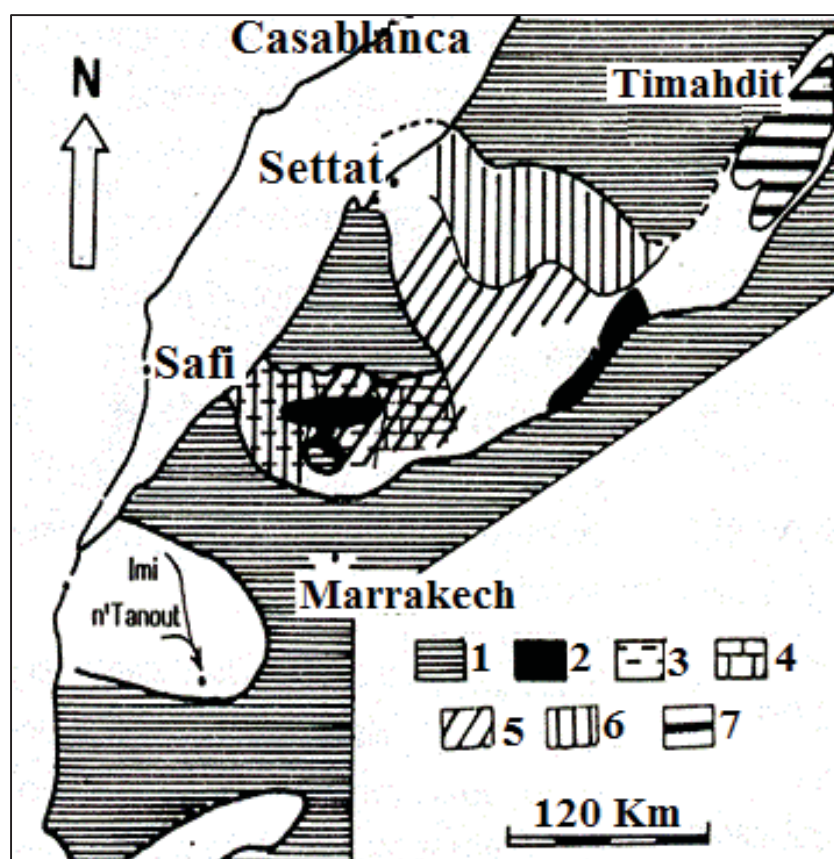 Casablanca
N
Timahdit
Settat
Safi
Imi
n'Tanout
Marrakech
1 2 3 4
5 6 7
120 Km